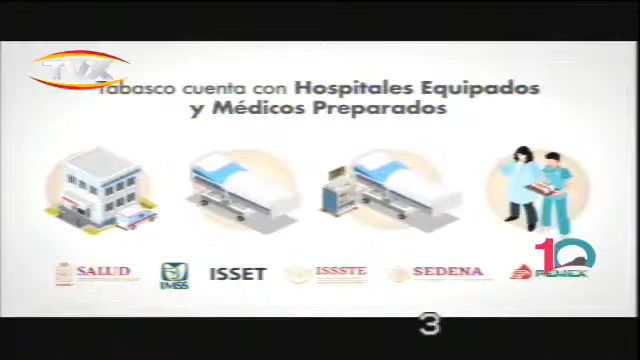 TVX
Tabasco cuenta con Hospitales Equipados
y Médicos Preparados
10
SALUD
IMSS
ISSET
ISSSTE
SEDENA
PEMEX
3